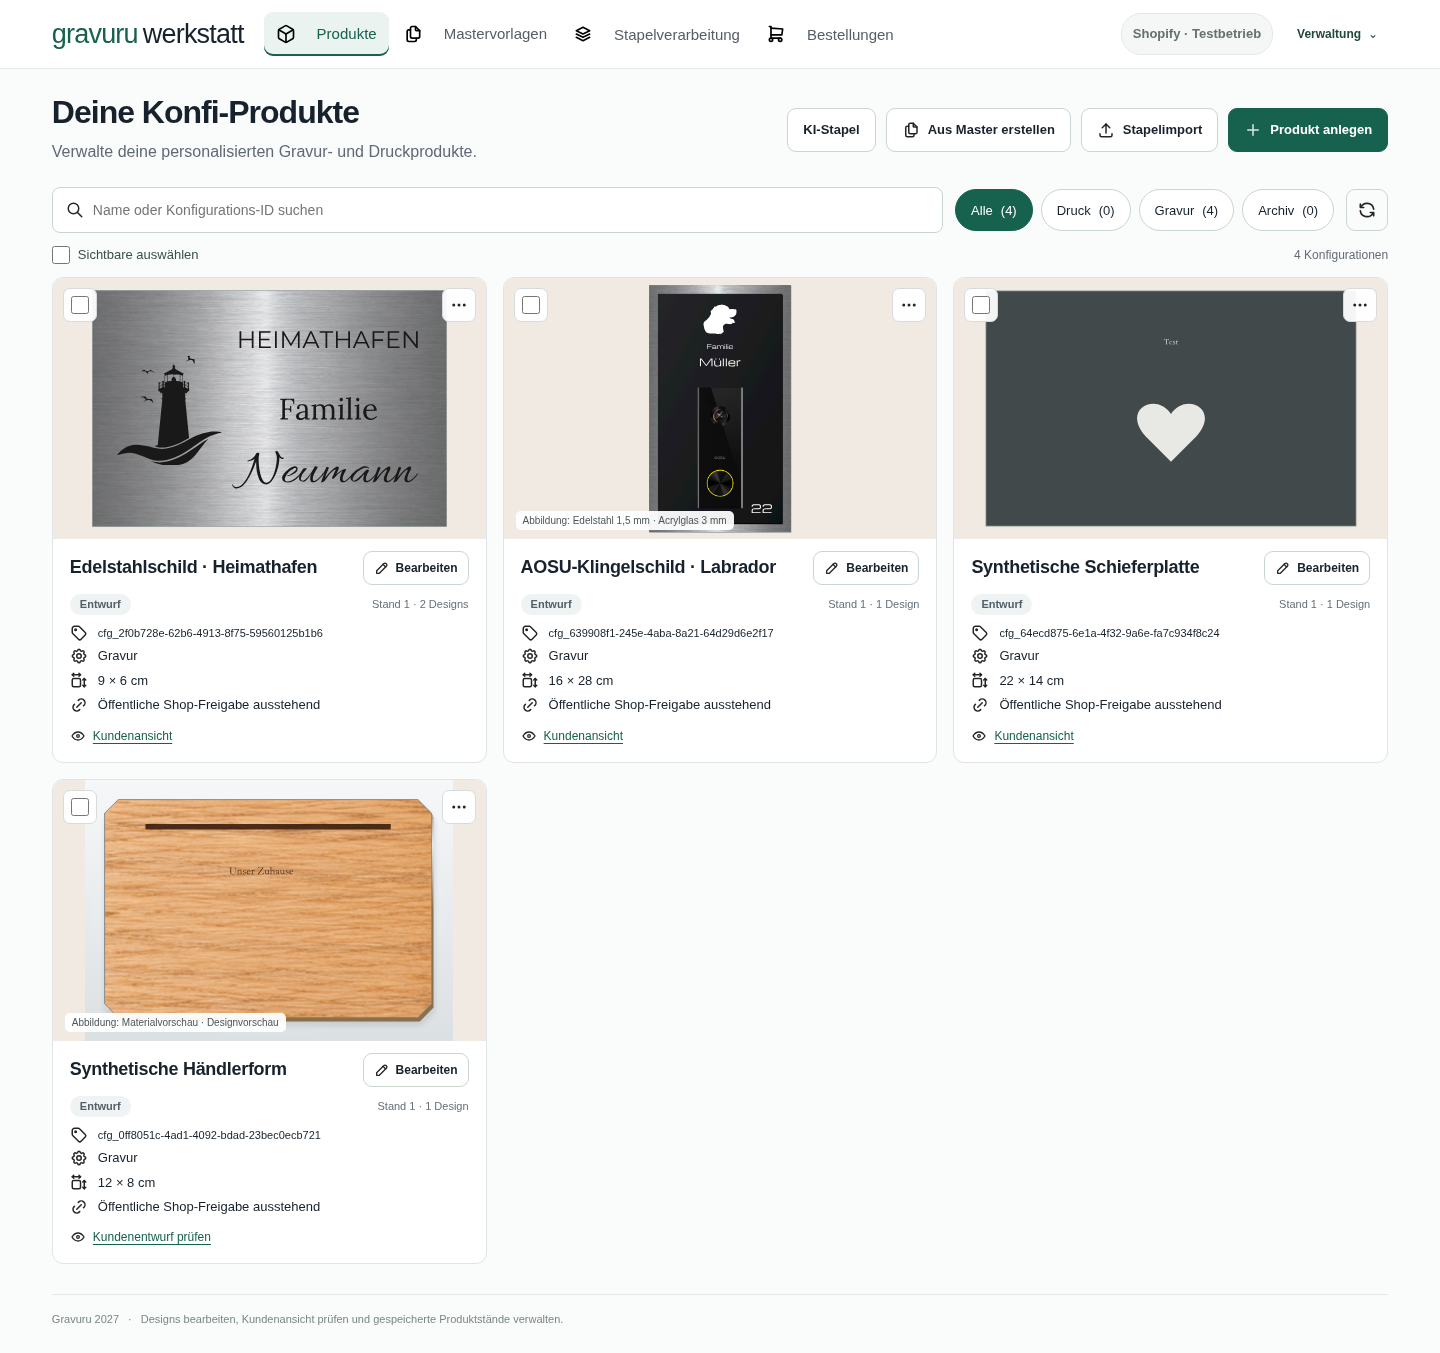 gravuru werkstatt
Produkte
Mastervorlagen
Stapelverarbeitung
Bestellungen
Shopify · Testbetrieb
Verwaltung
Deine Konfi-Produkte
Verwalte deine personalisierten Gravur- und Druckprodukte.
KI-Stapel
Aus Master erstellen
Stapelimport
Produkt anlegen
Name oder Konfigurations-ID suchen
Alle (4)
Druck (0)
Gravur (4)
Archiv (0)
Sichtbare auswählen
4 Konfigurationen
HEIMATHAFEN
Familie
Neumann
Edelstahlschild · Heimathafen
Bearbeiten
Entwurf
Stand 1 · 2 Designs
cfg_2f0b728e-62b6-4913-8f75-59560125b1b6
Gravur
9 × 6 cm
Öffentliche Shop-Freigabe ausstehend
Kundenansicht
Familie
Müller
22
Abbildung: Edelstahl 1,5 mm · Acrylglas 3 mm
AOSU-Klingelschild · Labrador
Bearbeiten
Entwurf
Stand 1 · 1 Design
cfg_639908f1-245e-4aba-8a21-64d29d6e2f17
Gravur
16 × 28 cm
Öffentliche Shop-Freigabe ausstehend
Kundenansicht
Test
Synthetische Schieferplatte
Bearbeiten
Entwurf
Stand 1 · 1 Design
cfg_64ecd875-6e1a-4f32-9a6e-fa7c934f8c24
Gravur
22 × 14 cm
Öffentliche Shop-Freigabe ausstehend
Kundenansicht
Unser Zuhause
Abbildung: Materialvorschau · Designvorschau
Synthetische Händlerform
Bearbeiten
Entwurf
Stand 1 · 1 Design
cfg_0ff8051c-4ad1-4092-bdad-23bec0ecb721
Gravur
12 × 8 cm
Öffentliche Shop-Freigabe ausstehend
Kundenentwurf prüfen
Gravuru 2027 · Designs bearbeiten, Kundenansicht prüfen und gespeicherte Produktstände verwalten.